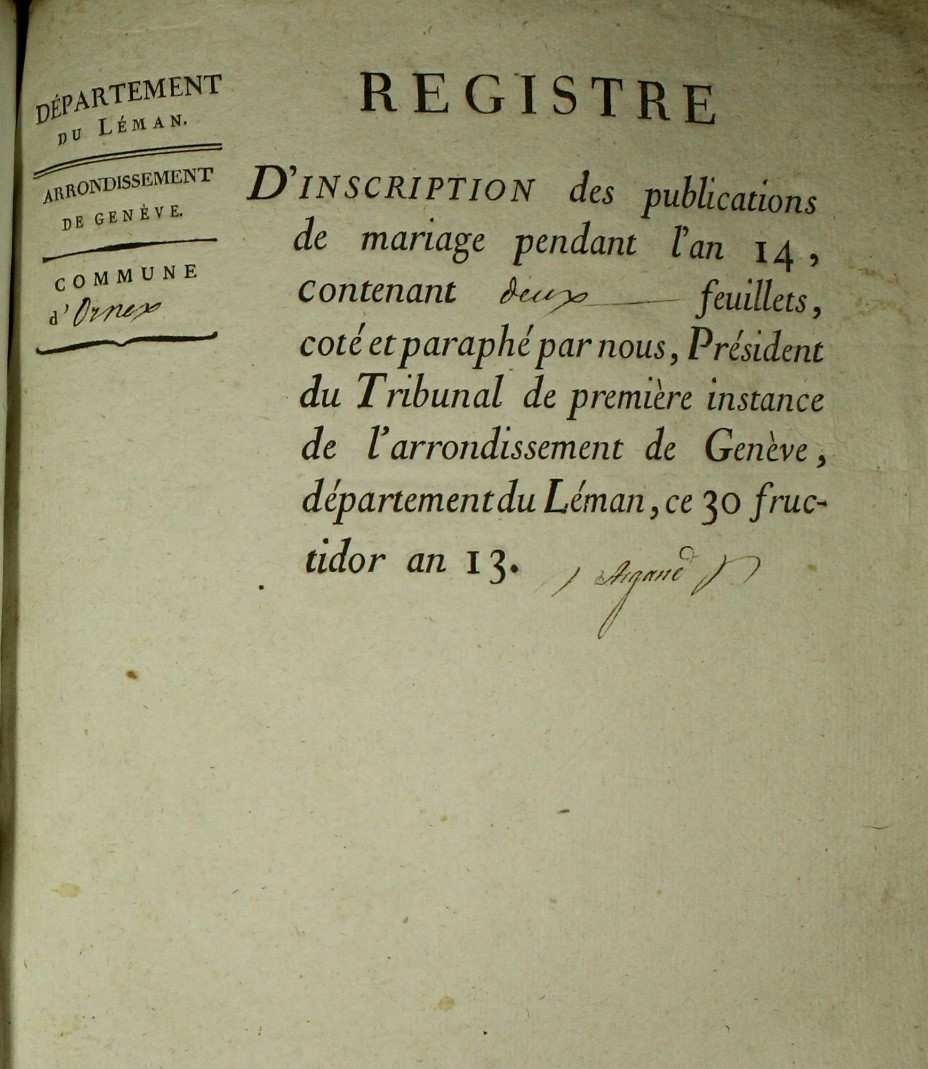 DÉPARTEMENT
DU LÉMAN.
ARRONDISSEMENT
DE GENÈVE.
COMMUNE
d'Ornex
REGISTRE
D'INSCRIPTION des publications
de mariage pendant l'an 14,
contenant deux feuillets,
coté et paraphé par nous, Président
du Tribunal de première instance
de l'arrondissement de Genève,
département du Léman, ce 30 fruc-
tidor an 13.
Argand